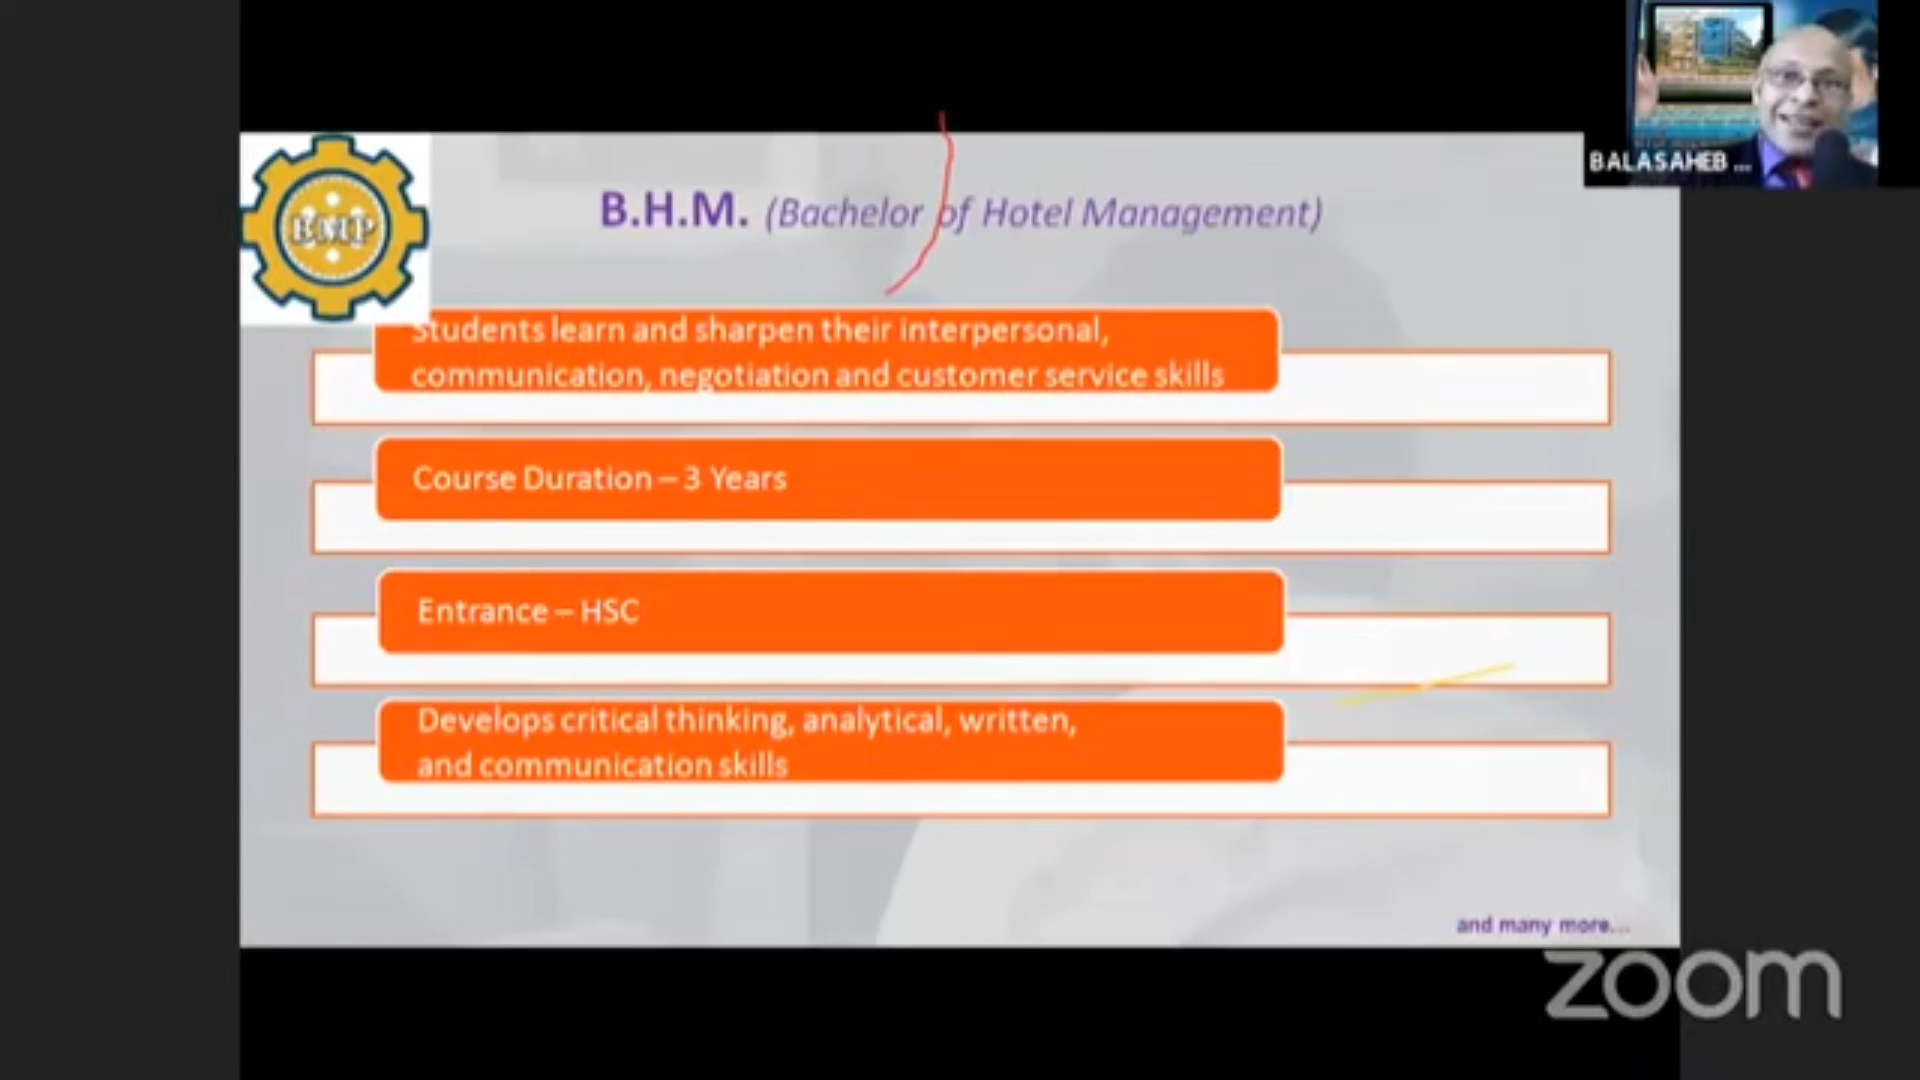 BALASAHEB ...
BMP
B.H.M. (Bachelor of Hotel Management)
Students learn and sharpen their interpersonal,
communication, negotiation and customer service skills
Course Duration – 3 Years
Entrance – HSC
Develops critical thinking, analytical, written,
and communication skills
and many more...
zoom